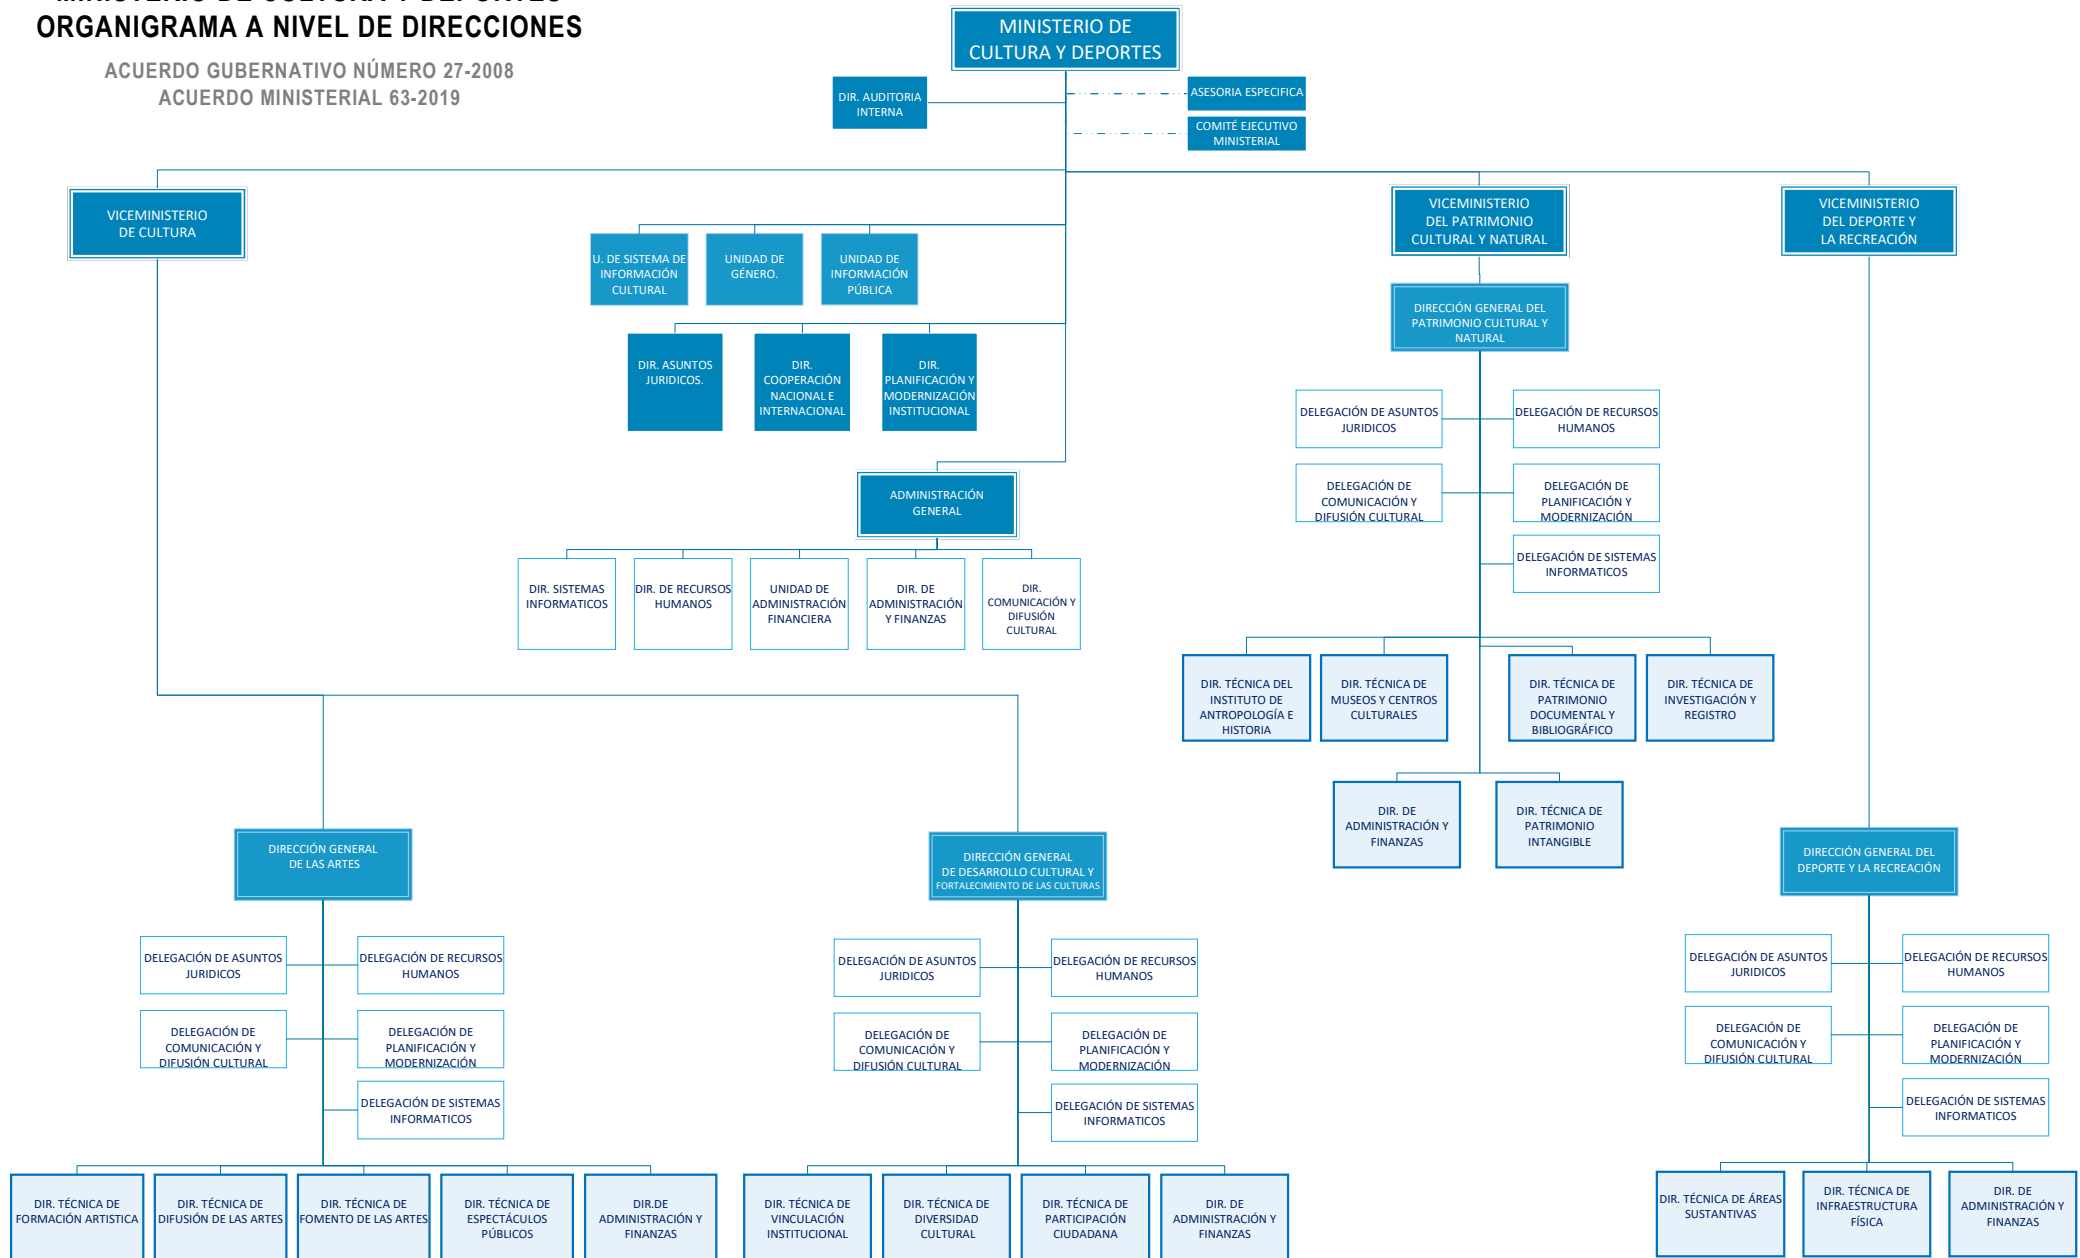 MINISTERIO DE CULTURA Y DEPORTES
ORGANIGRAMA A NIVEL DE DIRECCIONES
ACUERDO GUBERNATIVO NÚMERO 27-2008
ACUERDO MINISTERIAL 63-2019
MINISTERIO DE
CULTURA Y DEPORTES
DIR. AUDITORIA
INTERNA
ASESORIA ESPECIFICA
COMITÉ EJECUTIVO
MINISTERIAL
VICEMINISTERIO
DE CULTURA
VICEMINISTERIO
DEL PATRIMONIO
CULTURAL Y NATURAL
VICEMINISTERIO
DEL DEPORTE Y
LA RECREACIÓN
U. DE SISTEMA DE
INFORMACIÓN
CULTURAL
UNIDAD DE
GÉNERO.
UNIDAD DE
INFORMACIÓN
PÚBLICA
DIRECCIÓN GENERAL DEL
PATRIMONIO CULTURAL Y
NATURAL
DIR. ASUNTOS
JURIDICOS.
DIR.
COOPERACIÓN
NACIONAL E
INTERNACIONAL
DIR.
PLANIFICACIÓN Y
MODERNIZACIÓN
INSTITUCIONAL
DELEGACIÓN DE ASUNTOS
JURIDICOS
DELEGACIÓN DE RECURSOS
HUMANOS
DELEGACIÓN DE
COMUNICACIÓN Y
DIFUSIÓN CULTURAL
DELEGACIÓN DE
PLANIFICACIÓN Y
MODERNIZACIÓN
DELEGACIÓN DE SISTEMAS
INFORMATICOS
ADMINISTRACIÓN
GENERAL
DIR. SISTEMAS
INFORMATICOS
DIR. DE RECURSOS
HUMANOS
UNIDAD DE
ADMINISTRACIÓN
FINANCIERA
DIR. DE
ADMINISTRACIÓN
Y FINANZAS
DIR.
COMUNICACIÓN Y
DIFUSIÓN
CULTURAL
DIR. TÉCNICA DEL
INSTITUTO DE
ANTROPOLOGÍA E
HISTORIA
DIR. TÉCNICA DE
MUSEOS Y CENTROS
CULTURALES
DIR. TÉCNICA DE
PATRIMONIO
DOCUMENTAL Y
BIBLIOGRÁFICO
DIR. TÉCNICA DE
INVESTIGACIÓN Y
REGISTRO
DIR. DE
ADMINISTRACIÓN Y
FINANZAS
DIR. TÉCNICA DE
PATRIMONIO
INTANGIBLE
DIRECCIÓN GENERAL
DE LAS ARTES
DIRECCIÓN GENERAL
DE DESARROLLO CULTURAL Y
FORTALECIMIENTO DE LAS CULTURAS
DIRECCIÓN GENERAL DEL
DEPORTE Y LA RECREACIÓN
DELEGACIÓN DE ASUNTOS
JURIDICOS
DELEGACIÓN DE RECURSOS
HUMANOS
DELEGACIÓN DE
COMUNICACIÓN Y
DIFUSIÓN CULTURAL
DELEGACIÓN DE
PLANIFICACIÓN Y
MODERNIZACIÓN
DELEGACIÓN DE SISTEMAS
INFORMATICOS
DELEGACIÓN DE ASUNTOS
JURIDICOS
DELEGACIÓN DE RECURSOS
HUMANOS
DELEGACIÓN DE
COMUNICACIÓN Y
DIFUSIÓN CULTURAL
DELEGACIÓN DE
PLANIFICACIÓN Y
MODERNIZACIÓN
DELEGACIÓN DE SISTEMAS
INFORMATICOS
DELEGACIÓN DE ASUNTOS
JURIDICOS
DELEGACIÓN DE RECURSOS
HUMANOS
DELEGACIÓN DE
COMUNICACIÓN Y
DIFUSIÓN CULTURAL
DELEGACIÓN DE
PLANIFICACIÓN Y
MODERNIZACIÓN
DELEGACIÓN DE SISTEMAS
INFORMATICOS
DIR. TÉCNICA DE
FORMACIÓN ARTISTICA
DIR. TÉCNICA DE
DIFUSIÓN DE LAS ARTES
DIR. TÉCNICA DE
FOMENTO DE LAS ARTES
DIR. TÉCNICA DE
ESPECTÁCULOS
PÚBLICOS
DIR.DE
ADMINISTRACIÓN Y
FINANZAS
DIR. TÉCNICA DE
VINCULACIÓN
INSTITUCIONAL
DIR. TÉCNICA DE
DIVERSIDAD
CULTURAL
DIR. TÉCNICA DE
PARTICIPACIÓN
CIUDADANA
DIR. DE
ADMINISTRACIÓN Y
FINANZAS
DIR. TÉCNICA DE ÁREAS
SUSTANTIVAS
DIR. TÉCNICA DE
INFRAESTRUCTURA
FÍSICA
DIR. DE
ADMINISTRACIÓN Y
FINANZAS